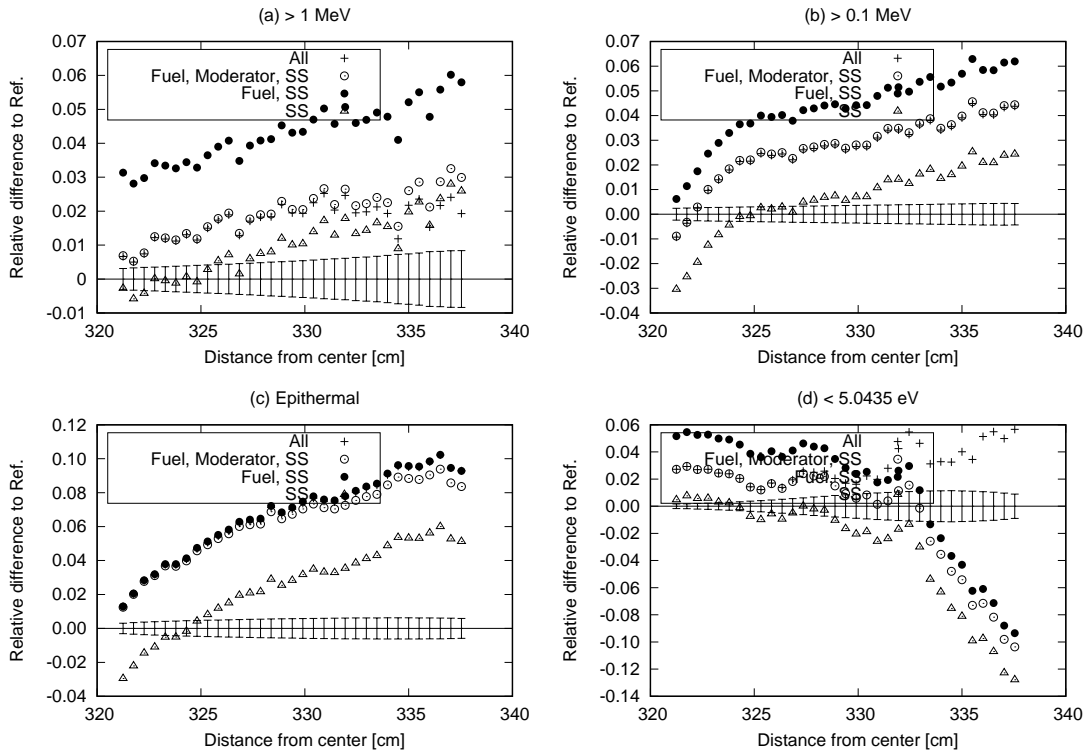 (a) > 1 MeV
0.07
0.06
0.05
0.04
0.03
0.02
0.01
0
-0.01
320
325
330
335
340
Relative difference to Ref.
Distance from center [cm]
All
Fuel, Moderator, SS
Fuel, SS
SS
(b) > 0.1 MeV
0.07
0.06
0.05
0.04
0.03
0.02
0.01
0.00
-0.01
-0.02
-0.03
-0.04
320
325
330
335
340
Relative difference to Ref.
Distance from center [cm]
All
Fuel, Moderator, SS
Fuel, SS
SS
(c) Epithermal
0.12
0.10
0.08
0.06
0.04
0.02
0.00
-0.02
-0.04
320
325
330
335
340
Relative difference to Ref.
Distance from center [cm]
All
Fuel, Moderator, SS
Fuel, SS
SS
(d) < 5.0435 eV
0.06
0.04
0.02
0.00
-0.02
-0.04
-0.06
-0.08
-0.10
-0.12
-0.14
320
325
330
335
340
Relative difference to Ref.
Distance from center [cm]
All
Fuel, Moderator, SS
Fuel, SS
SS